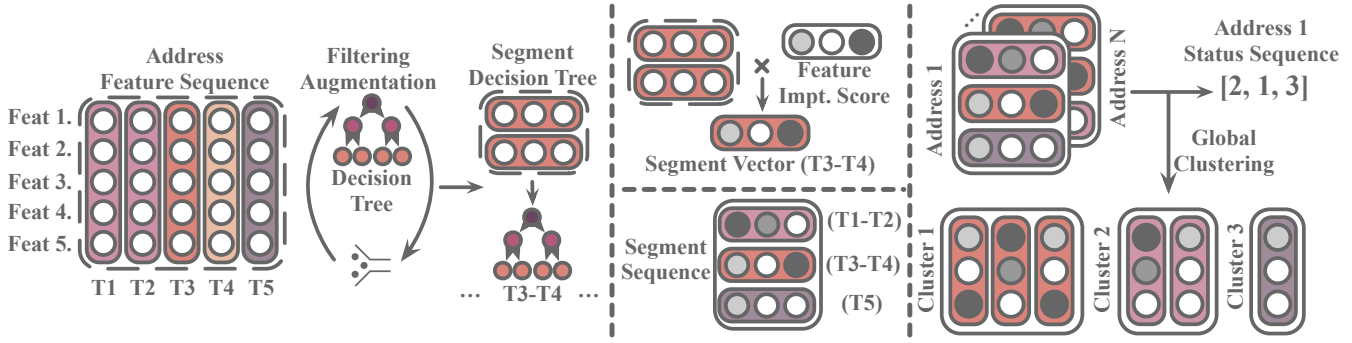 Address
Feature Sequence
Feat 1.
Feat 2.
Feat 3.
Feat 4.
Feat 5.
T1 T2 T3 T4 T5
Filtering
Augmentation
Decision
Tree
Segment
Decision Tree
... T3-T4 ...
×
Feature
Impt. Score
Segment Vector (T3-T4)
Segment
Sequence
(T1-T2)
(T3-T4)
(T5)
Address 1
Address N
Address 1
Status Sequence
[2, 1, 3]
Global
Clustering
Cluster 1
Cluster 2
Cluster 3